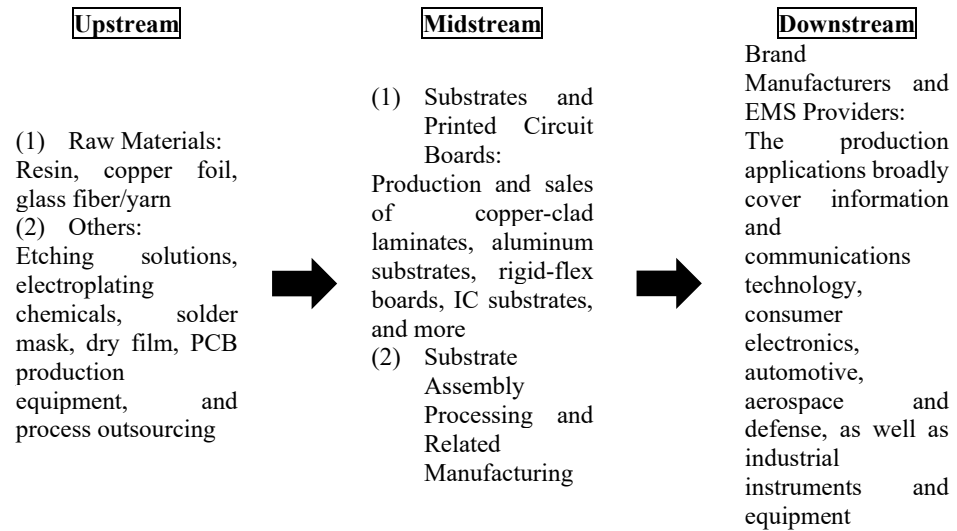 Upstream
(1) Raw Materials:
Resin, copper foil,
glass fiber/yarn
(2) Others:
Etching solutions,
electroplating
chemicals, solder
mask, dry film, PCB
production
equipment, and
process outsourcing
Midstream
(1) Substrates and
Printed Circuit
Boards:
Production and sales
of copper-clad
laminates, aluminum
substrates, rigid-flex
boards, IC substrates,
and more
(2) Substrate
Assembly
Processing and
Related
Manufacturing
Downstream
Brand
Manufacturers and
EMS Providers:
The production
applications broadly
cover information
and
communications
technology,
consumer
electronics,
automotive,
aerospace and
defense, as well as
industrial
instruments and
equipment